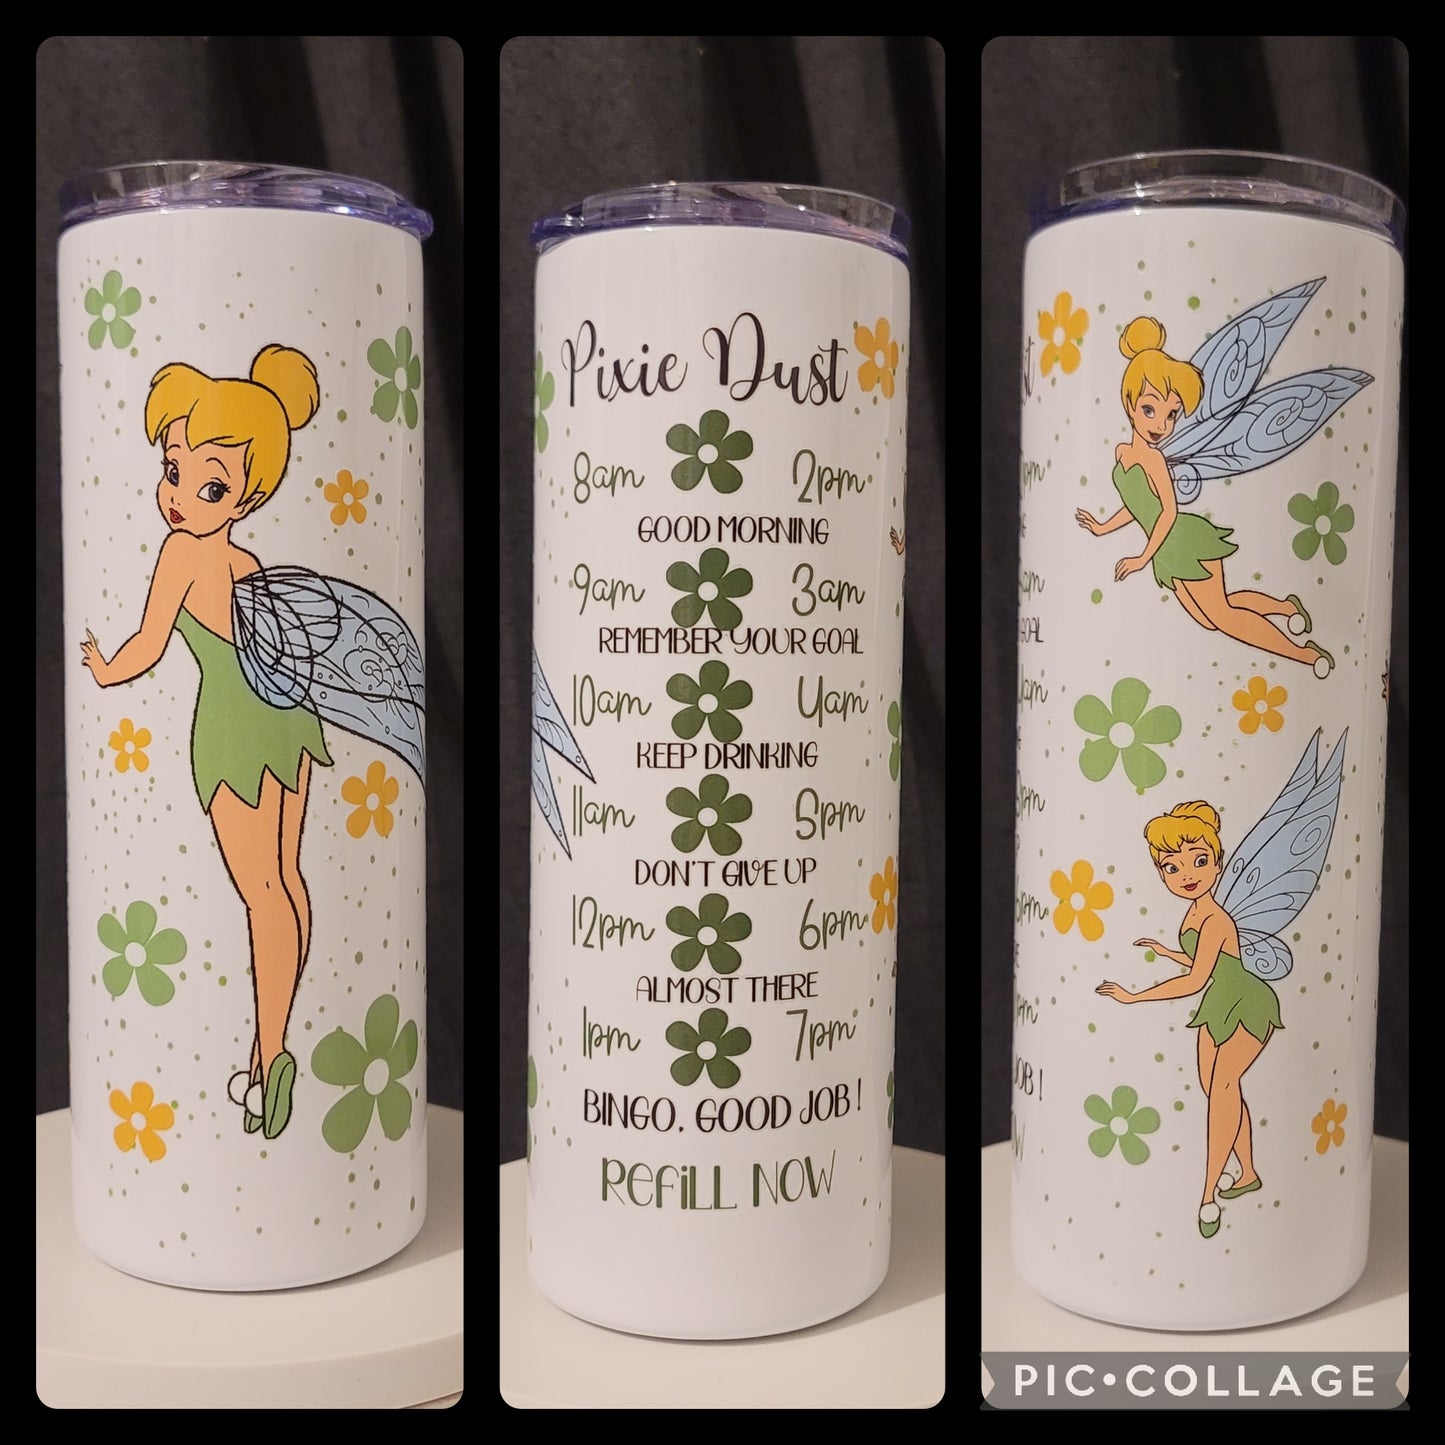 Pixie Dust
8am 2pm
GOOD MORNING
9am 3am
REMEMBER YOUR GOAL
10am 4am
KEEP DRINKING
11am 5pm
DON'T GIVE UP
12pm 6pm
ALMOST THERE
1pm 7pm
BINGO, GOOD JOB!
Refill NOW
PIC•COLLAGE